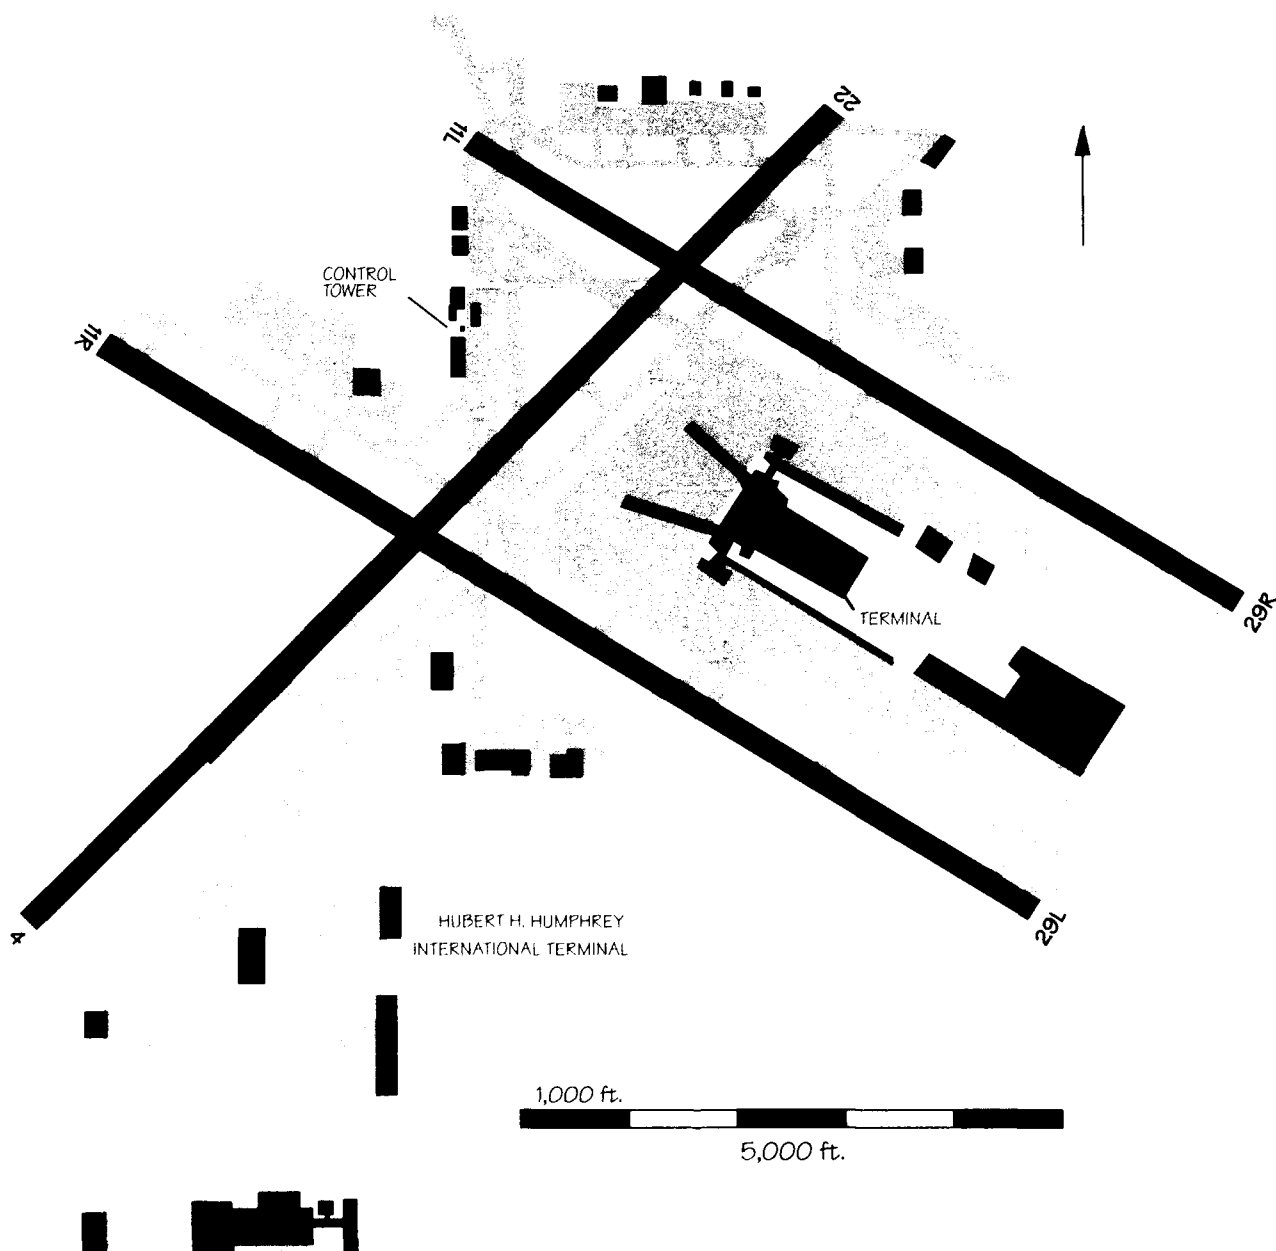 22
11L
CONTROL
TOWER
11R
TERMINAL
29R
4
HUBERT H. HUMPHREY
INTERNATIONAL TERMINAL
29L
1,000 ft.
5,000 ft.